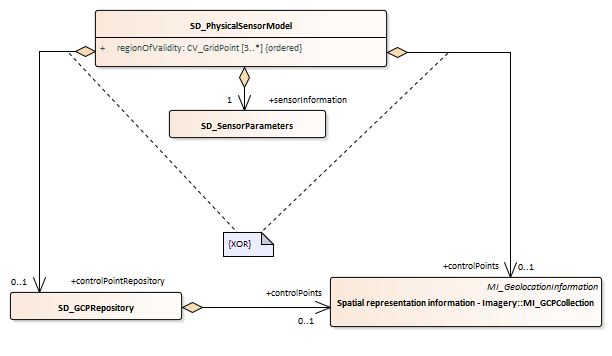 SD_PhysicalSensorModel
+ regionOfValidity: CV_GridPoint [3..*] {ordered}
1
+sensorInformation
SD_SensorParameters
{XOR}
+controlPoints
0..1
0..1
+controlPointRepository
MI_GeolocationInformation
+controlPoints
Spatial representation information - Imagery::MI_GCPCollection
SD_GCPRepository
0..1